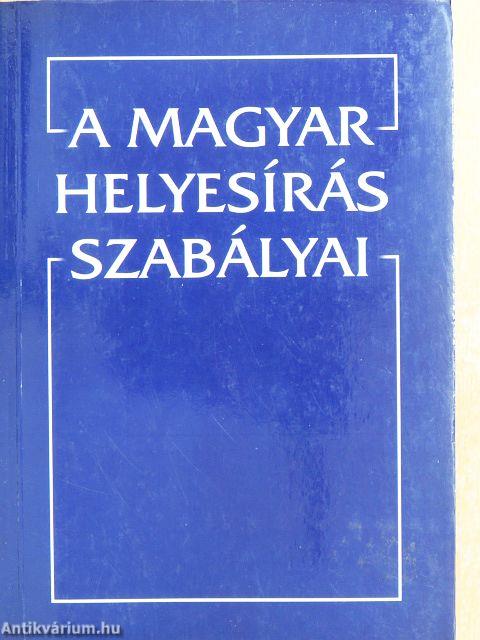 A MAGYAR
HELYESÍRÁS
SZABÁLYAI
Antikvárium.hu